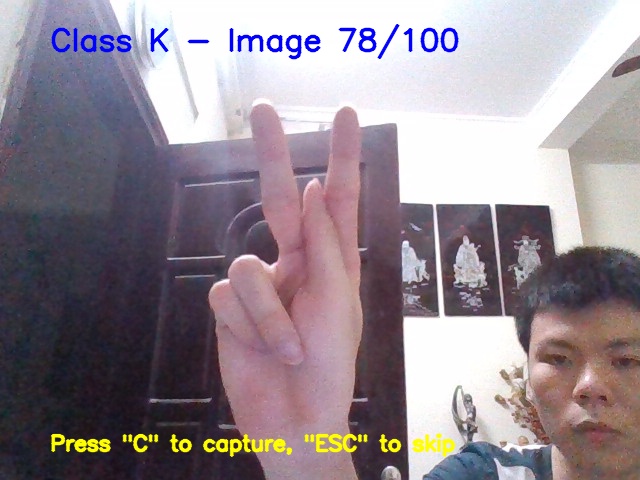 Class K - Image 78/100
Press "C" to capture, "ESC" to skip